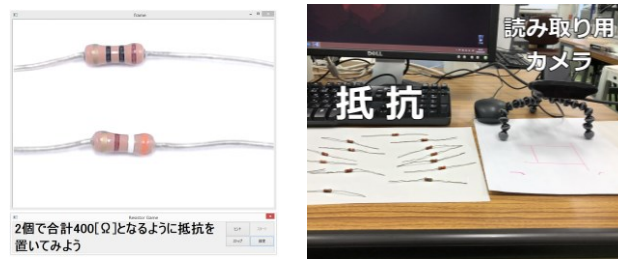 2個で合計400[Ω]となるように抵抗を
置いてみよう
読み取り用
カメラ
抵 抗
DELL